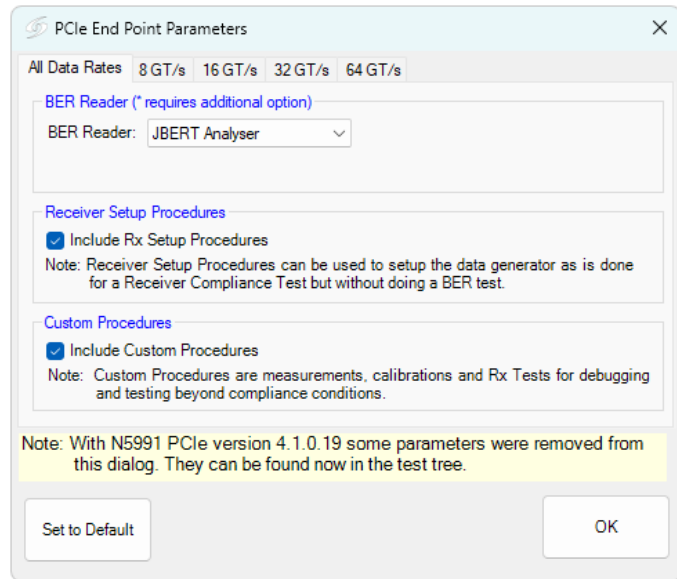 PCIe End Point Parameters
All Data Rates 8 GT/s 16 GT/s 32 GT/s 64 GT/s
BER Reader (* requires additional option)
BER Reader: JBERT Analyser
Receiver Setup Procedures
Include Rx Setup Procedures
Note: Receiver Setup Procedures can be used to setup the data generator as is done
for a Receiver Compliance Test but without doing a BER test.
Custom Procedures
Include Custom Procedures
Note: Custom Procedures are measurements, calibrations and Rx Tests for debugging
and testing beyond compliance conditions.
Note: With N5991 PCIe version 4.1.0.19 some parameters were removed from
this dialog. They can be found now in the test tree.
Set to Default OK